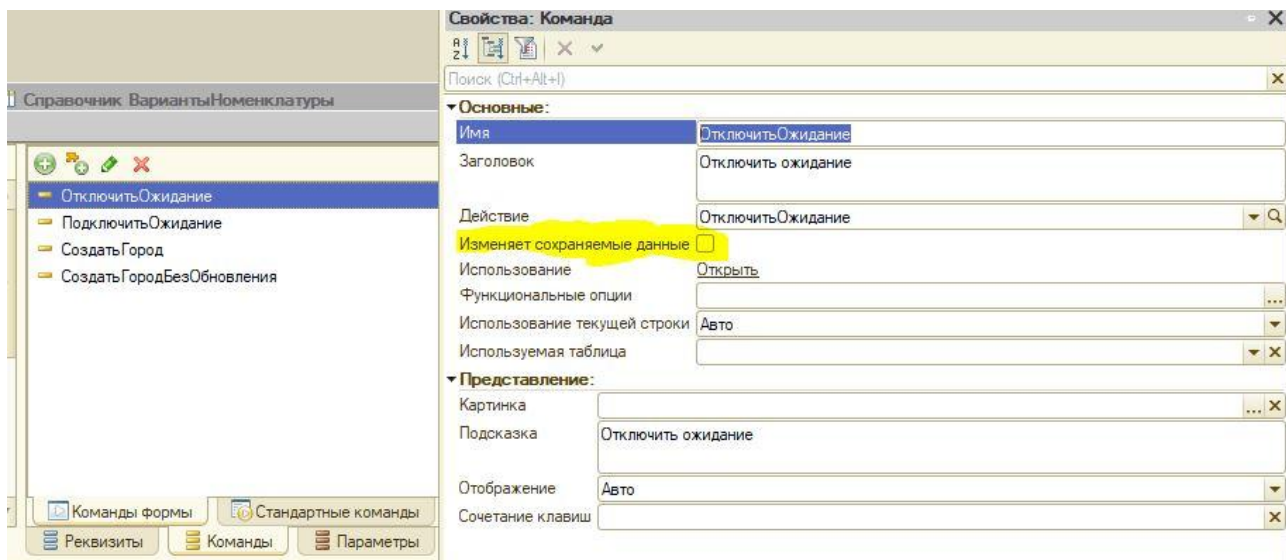 Свойства: Команда
Поиск (Ctrl+Alt+I)
Справочник ВариантыНоменклатуры
Основные:
Имя ОтключитьОжидание
Заголовок Отключить ожидание
Действие ОтключитьОжидание
Изменяет сохраняемые данные
Использование Открыть
Функциональные опции
Использование текущей строки Авто
Используемая таблица
Представление:
Картинка
Подсказка Отключить ожидание
Отображение Авто
Сочетание клавиш
ОтключитьОжидание
ПодключитьОжидание
СоздатьГород
СоздатьГородБезОбновления
Команды формы Стандартные команды
Реквизиты Команды Параметры